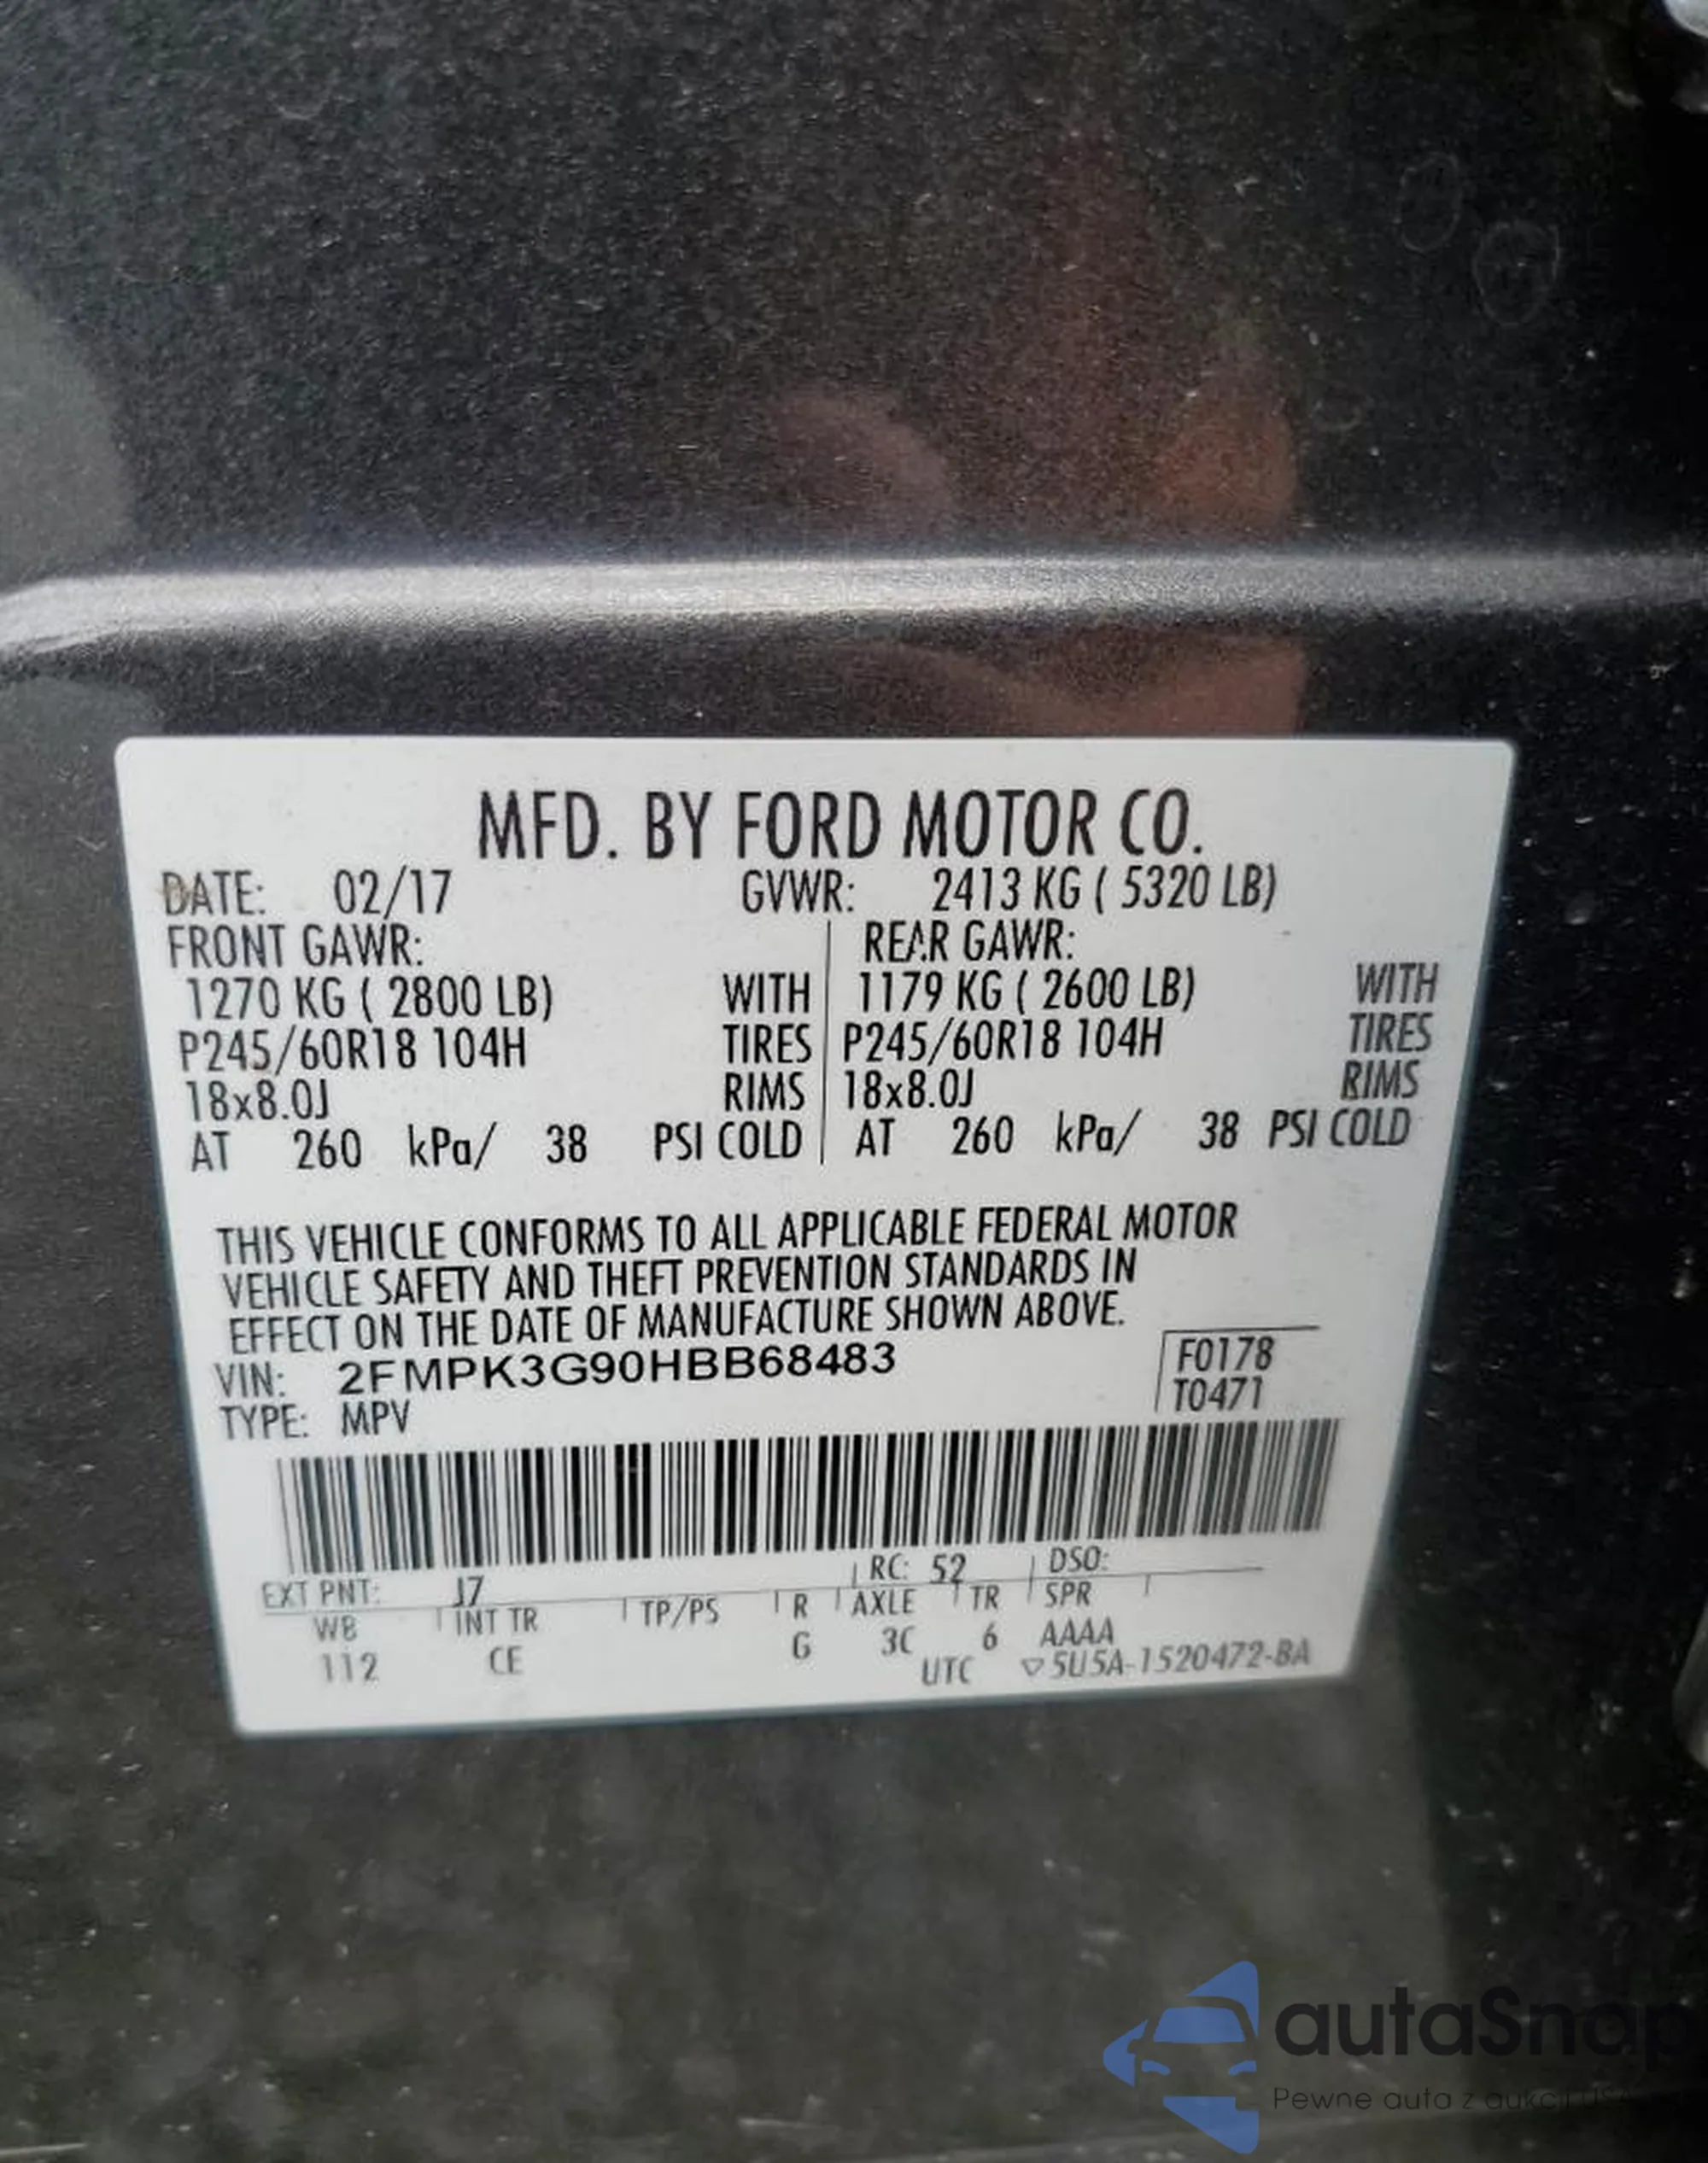 MFD. BY FORD MOTOR CO.
DATE: 02/17 GVWR: 2413 KG ( 5320 LB)
FRONT GAWR: REAR GAWR:
1270 KG ( 2800 LB) WITH 1179 KG ( 2600 LB) WITH
P245/60R18 104H TIRES P245/60R18 104H TIRES
18x8.0J RIMS 18x8.0J RIMS
AT 260 kPa/ 38 PSI COLD AT 260 kPa/ 38 PSI COLD
THIS VEHICLE CONFORMS TO ALL APPLICABLE FEDERAL MOTOR
VEHICLE SAFETY AND THEFT PREVENTION STANDARDS IN
EFFECT ON THE DATE OF MANUFACTURE SHOWN ABOVE.
VIN: 2FMPK3G90HBB68483 F0178
TYPE: MPV T0471
RC: 52 DSO:
EXT PNT: J7
WB INT TR TP/PS R AXLE TR SPR
112 CE G 3C 6 AAAA
UTC ▽5U5A-1520472-BA
autaSnap
Pewne auta z aukcji USA